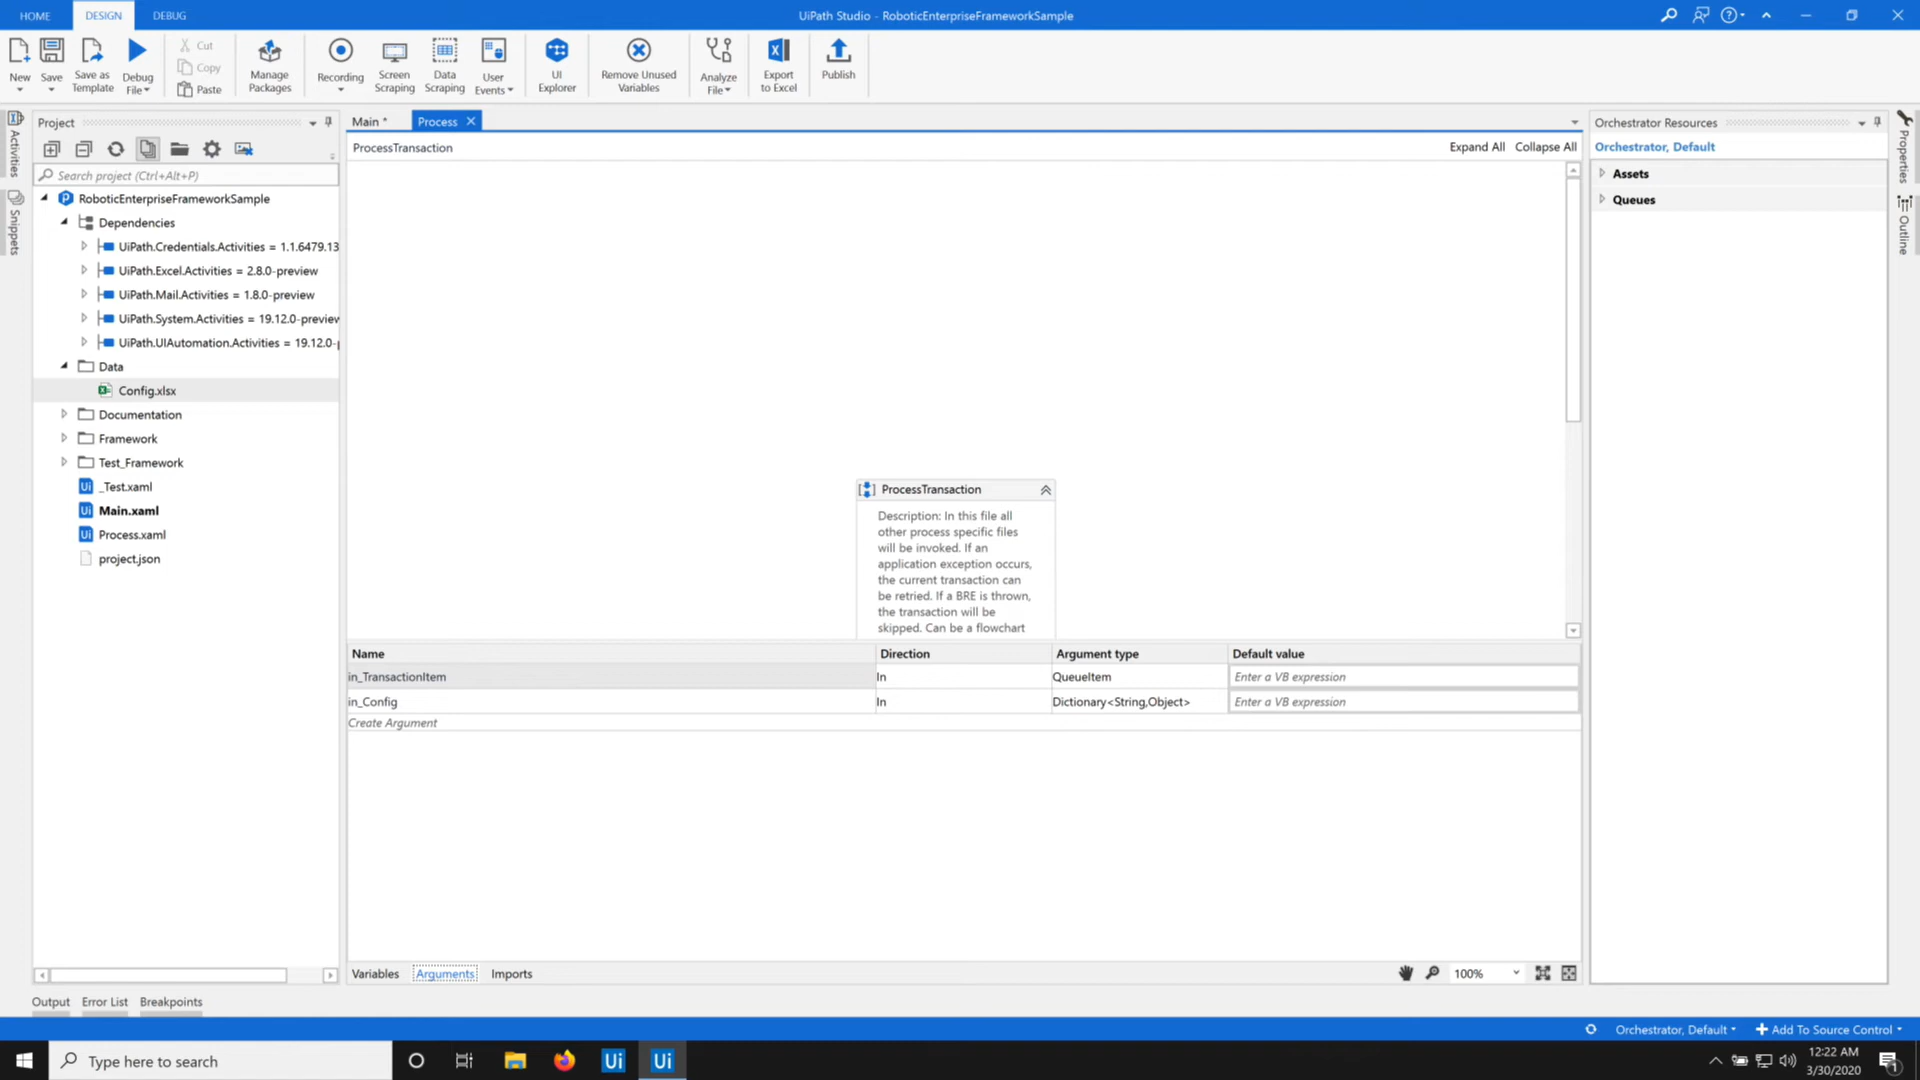 HOME DESIGN DEBUG UiPath Studio - RoboticEnterpriseFrameworkSample
New Save Save as Template Debug File Cut Copy Paste Manage Packages Recording Screen Scraping Data Scraping User Events UI Explorer Remove Unused Variables Analyze File Export to Excel Publish
Activities
Snippets
Project
Search project (Ctrl+Alt+P)
RoboticEnterpriseFrameworkSample
Dependencies
UiPath.Credentials.Activities = 1.1.6479.13
UiPath.Excel.Activities = 2.8.0-preview
UiPath.Mail.Activities = 1.8.0-preview
UiPath.System.Activities = 19.12.0-preview
UiPath.UIAutomation.Activities = 19.12.0-
Data
Config.xlsx
Documentation
Framework
Test_Framework
_Test.xaml
Main.xaml
Process.xaml
project.json
Main * Process
ProcessTransaction Expand All Collapse All
ProcessTransaction
Description: In this file all
other process specific files
will be invoked. If an
application exception occurs,
the current transaction can
be retried. If a BRE is thrown,
the transaction will be
skipped. Can be a flowchart
Name Direction Argument type Default value
in_TransactionItem In QueueItem Enter a VB expression
in_Config In Dictionary<String,Object> Enter a VB expression
Create Argument
Variables Arguments Imports 100%
Orchestrator Resources
Orchestrator, Default
Assets
Queues
Properties
Outline
Output Error List Breakpoints
Orchestrator, Default Add To Source Control
Type here to search Ui Ui
12:22 AM
3/30/2020
1